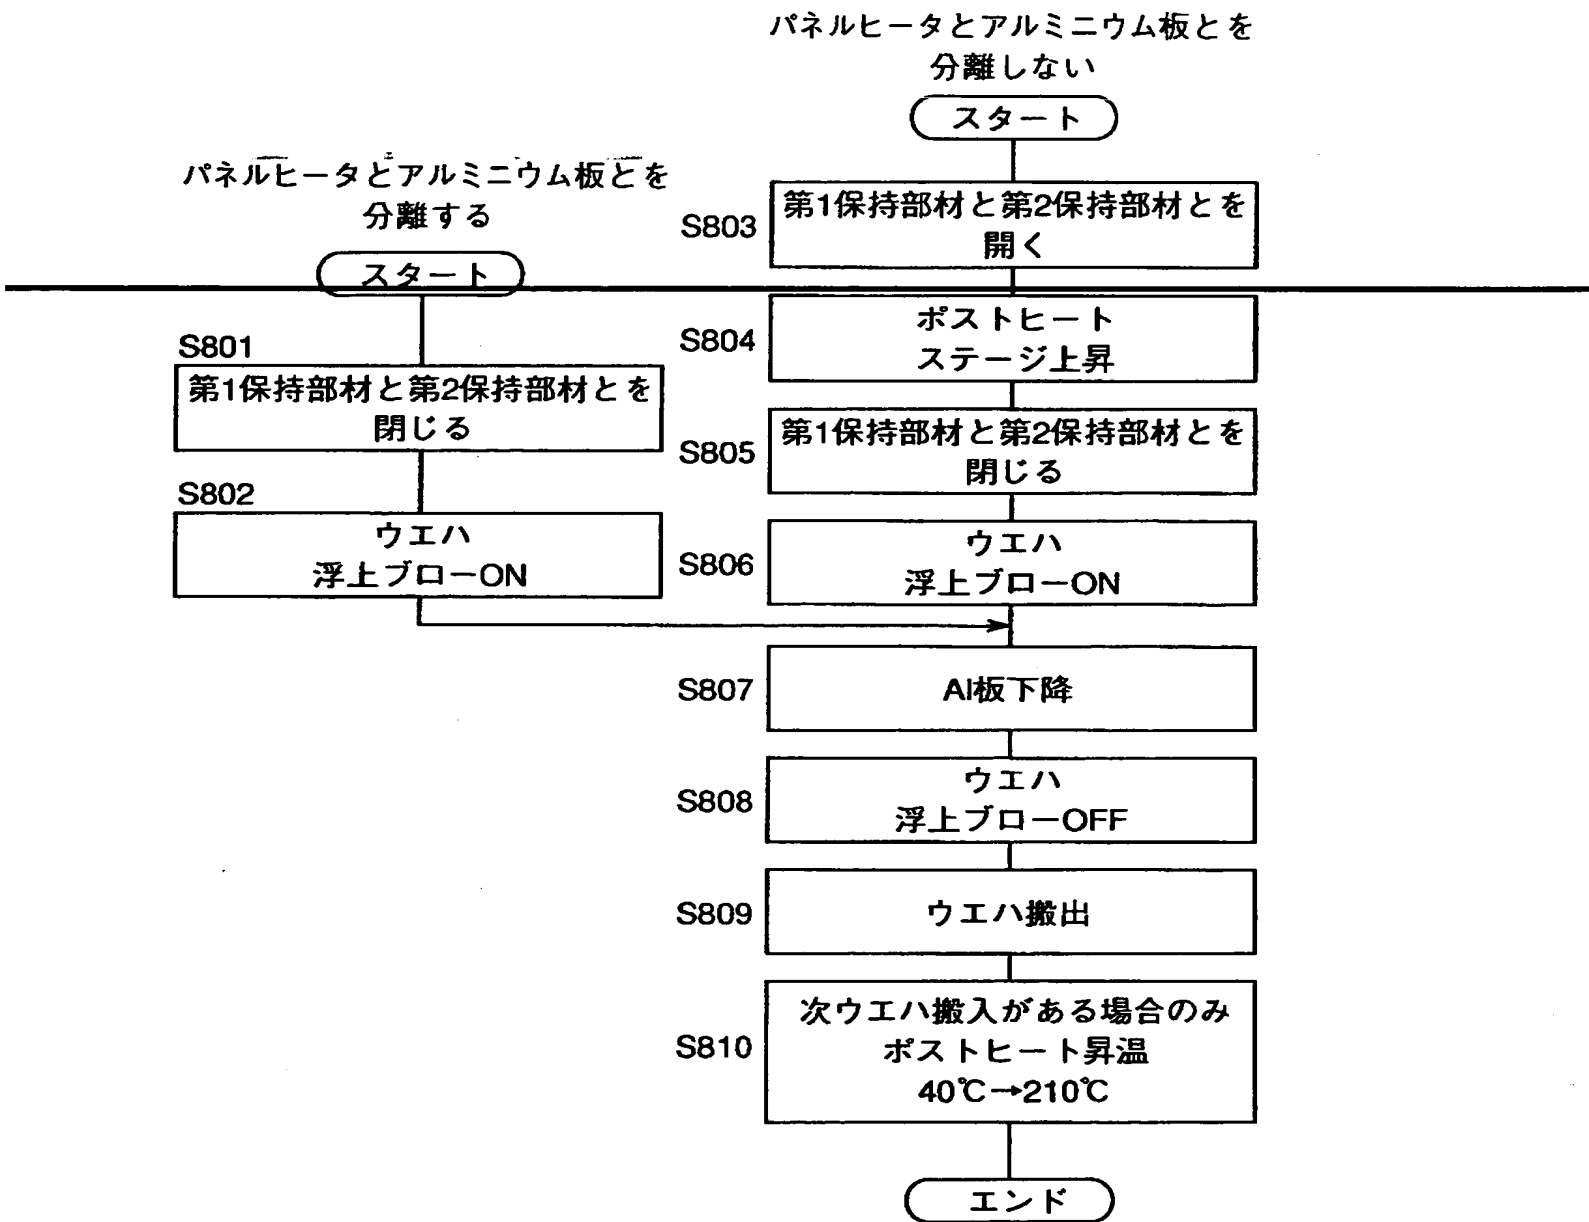 パネルヒータとアルミニウム板とを
分離しない
スタート
S803
第1保持部材と第2保持部材とを
開く
パネルヒータとアルミニウム板とを
分離する
スタート
S801
第1保持部材と第2保持部材とを
閉じる
S802
ウエハ
浮上ブローON
S804
ポストヒート
ステージ上昇
S805
第1保持部材と第2保持部材とを
閉じる
S806
ウエハ
浮上ブローON
S807
Al板下降
S808
ウエハ
浮上ブローOFF
S809
ウエハ搬出
S810
次ウエハ搬入がある場合のみ
ポストヒート昇温
40℃→210℃
エンド